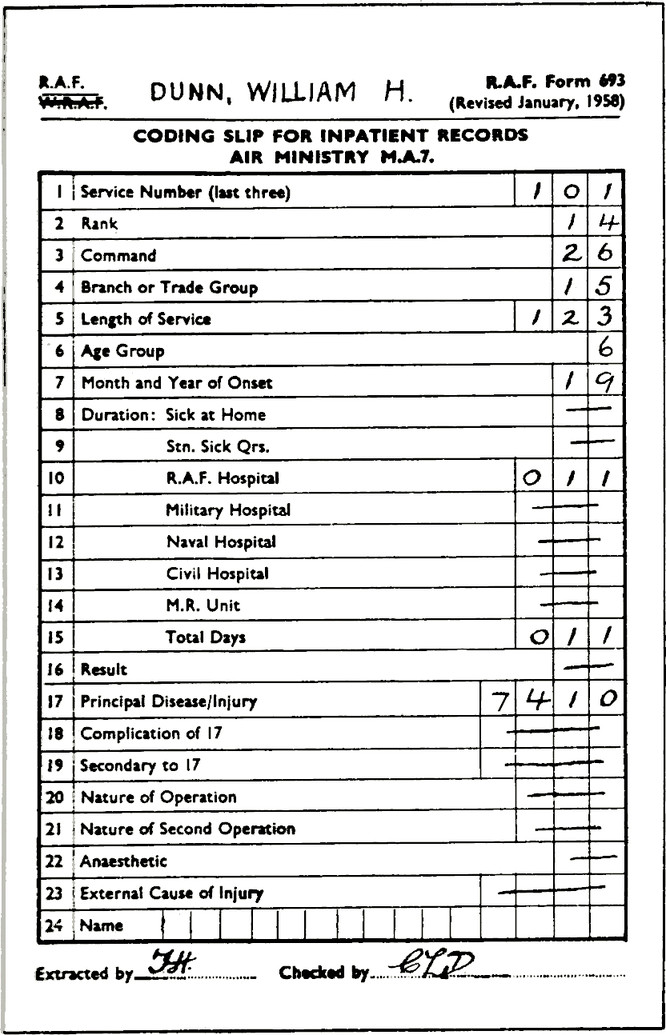 R.A.F. DUNN, WILLIAM H. R.A.F. Form 693
W.R.A.F. (Revised January, 1958)
CODING SLIP FOR INPATIENT RECORDS
AIR MINISTRY M.A.7.
1 Service Number (last three) 1 0 1
2 Rank 1 4
3 Command 2 6
4 Branch or Trade Group 1 5
5 Length of Service 1 2 3
6 Age Group 6
7 Month and Year of Onset 1 9
8 Duration: Sick at Home —
9 Stn. Sick Qrs. —
10 R.A.F. Hospital 0 1 1
11 Military Hospital —
12 Naval Hospital —
13 Civil Hospital —
14 M.R. Unit —
15 Total Days 0 1 1
16 Result —
17 Principal Disease/Injury 7 4 1 0
18 Complication of 17 —
19 Secondary to 17 —
20 Nature of Operation —
21 Nature of Second Operation —
22 Anaesthetic —
23 External Cause of Injury —
24 Name
Extracted by Checked by